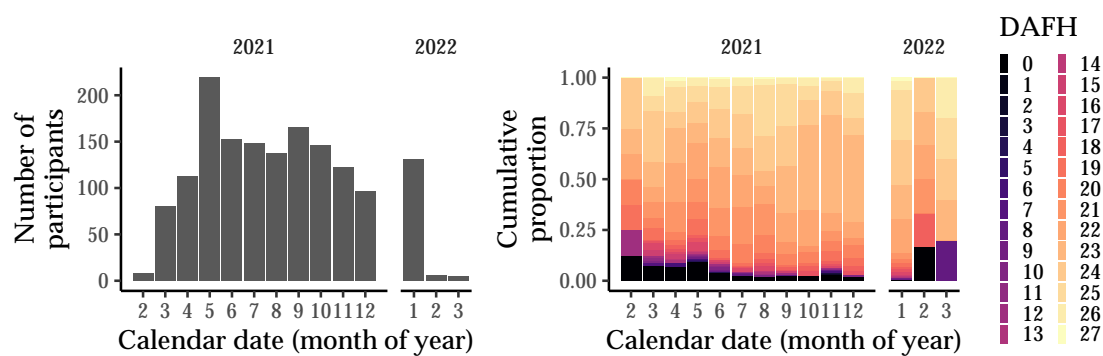 2021 2022
Number of
participants
200
150
100
50
0
2 3 4 5 6 7 8 9 10 11 12 1 2 3
Calendar date (month of year)
2021 2022
Cumulative
proportion
1.00
0.75
0.50
0.25
0.00
2 3 4 5 6 7 8 9 10 11 12 1 2 3
Calendar date (month of year)
DAFH
0 14
1 15
2 16
3 17
4 18
5 19
6 20
7 21
8 22
9 23
10 24
11 25
12 26
13 27